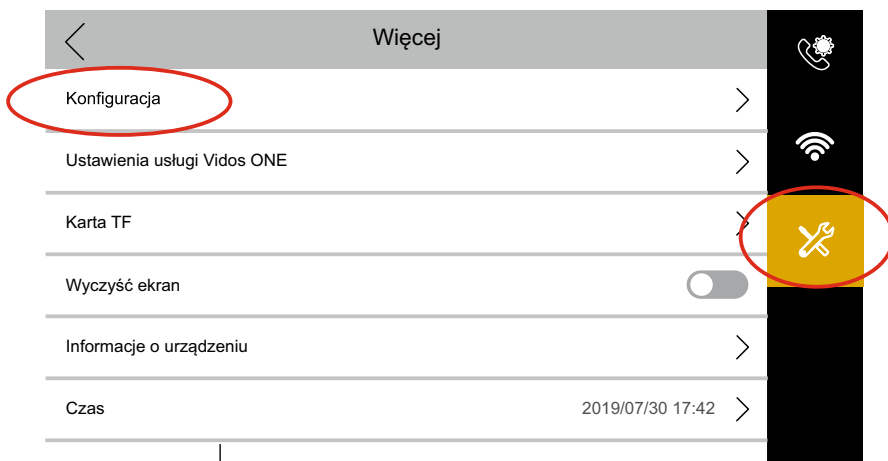 Więcej
Konfiguracja
Ustawienia usługi Vidos ONE
Karta TF
Wyczyść ekran
Informacje o urządzeniu
Czas 2019/07/30 17:42